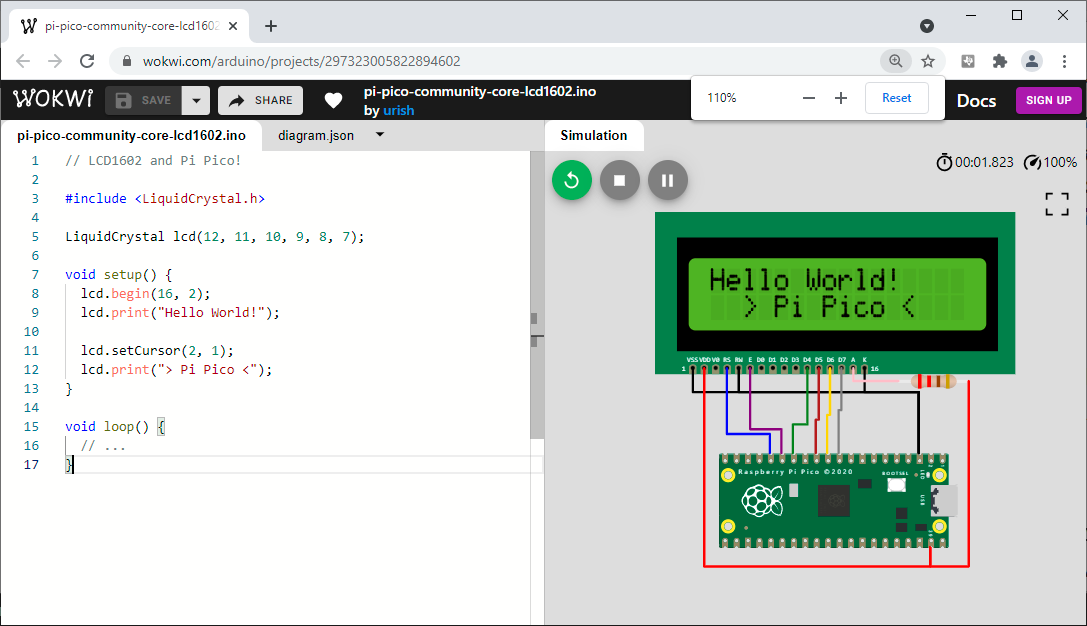 pi-pico-community-core-lcd1602
wokwi.com/arduino/projects/297323005822894602
WOKWI
SAVE
SHARE
pi-pico-community-core-lcd1602.ino
by urish
110%
Reset
Docs
SIGN UP
pi-pico-community-core-lcd1602.ino
diagram.json
Simulation
1 // LCD1602 and Pi Pico!
2
3 #include <LiquidCrystal.h>
4
5 LiquidCrystal lcd(12, 11, 10, 9, 8, 7);
6
7 void setup() {
8 lcd.begin(16, 2);
9 lcd.print("Hello World!");
10
11 lcd.setCursor(2, 1);
12 lcd.print("> Pi Pico <");
13 }
14
15 void loop() {
16 // ...
17 }
00:01.823
100%
Hello World!
> Pi Pico <
VSS VDD V0 RS RW E D0 D1 D2 D3 D4 D5 D6 D7 A K
1 16
Raspberry Pi Pico ©2020
BOOTSEL
LED
USB